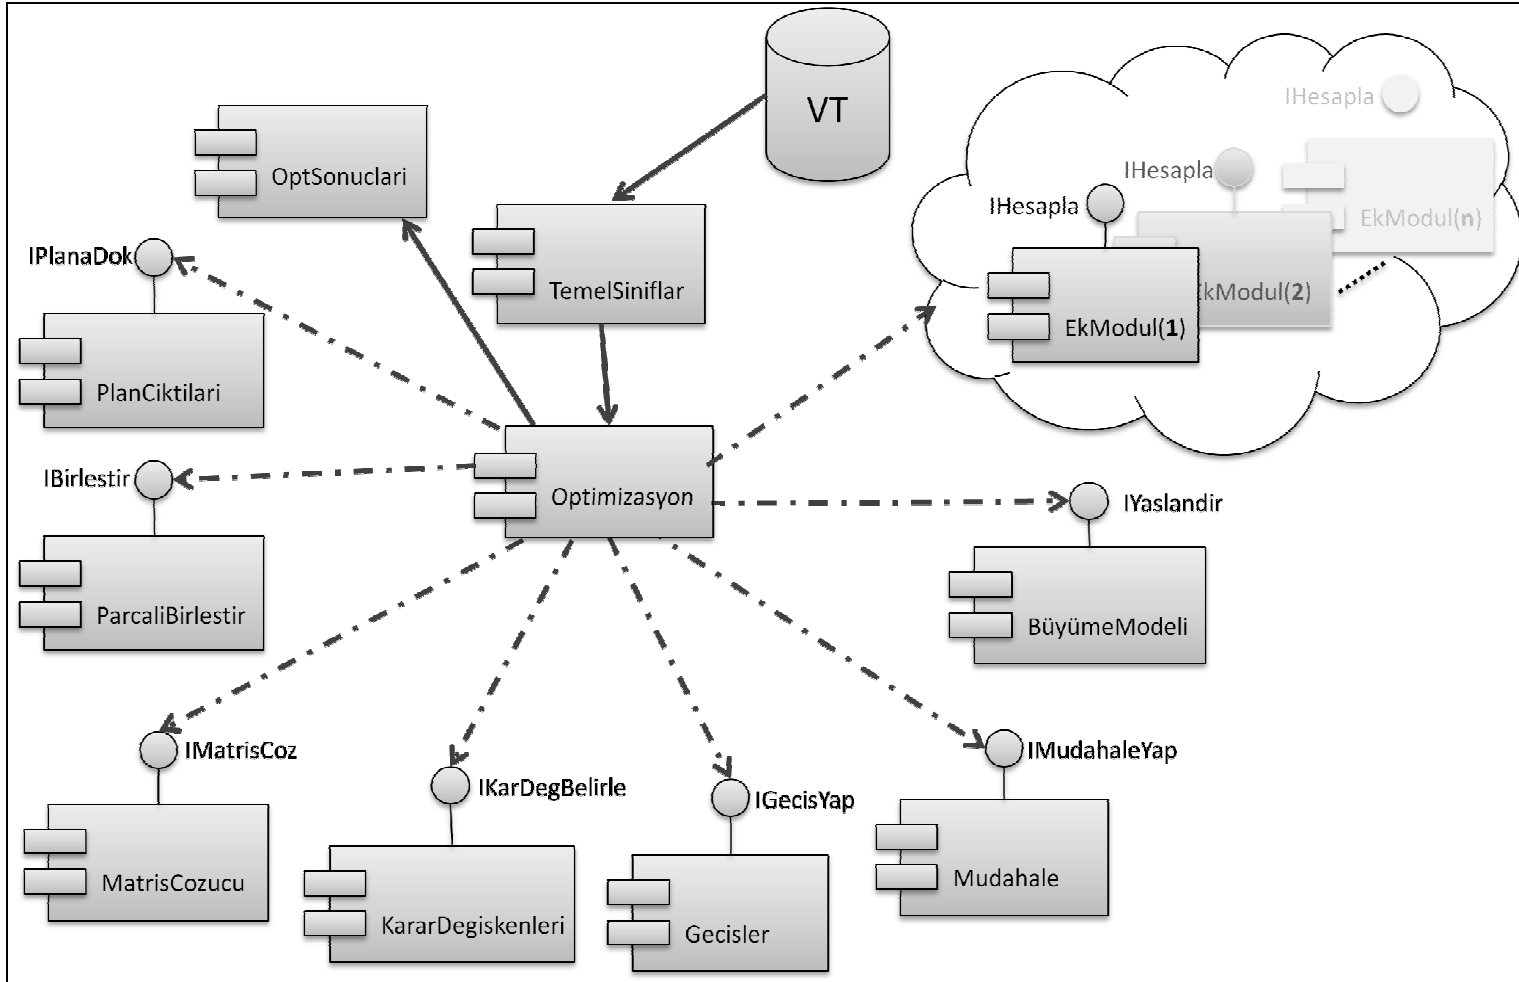 VT
IHesapla
OptSonuclari
IHesapla
EkModul(n)
IHesapla
IPlanaDok
TemelSiniflar
EkModul(2)
EkModul(1)
PlanCiktilari
IBirlestir
Optimizasyon
IYaslandir
ParcaliBirlestir
BüyümeModeli
IMatrisCoz
IKarDegBelirle
IGecisYap
IMudahaleYap
MatrisCozucu
KararDegiskenleri
Gecisler
Mudahale